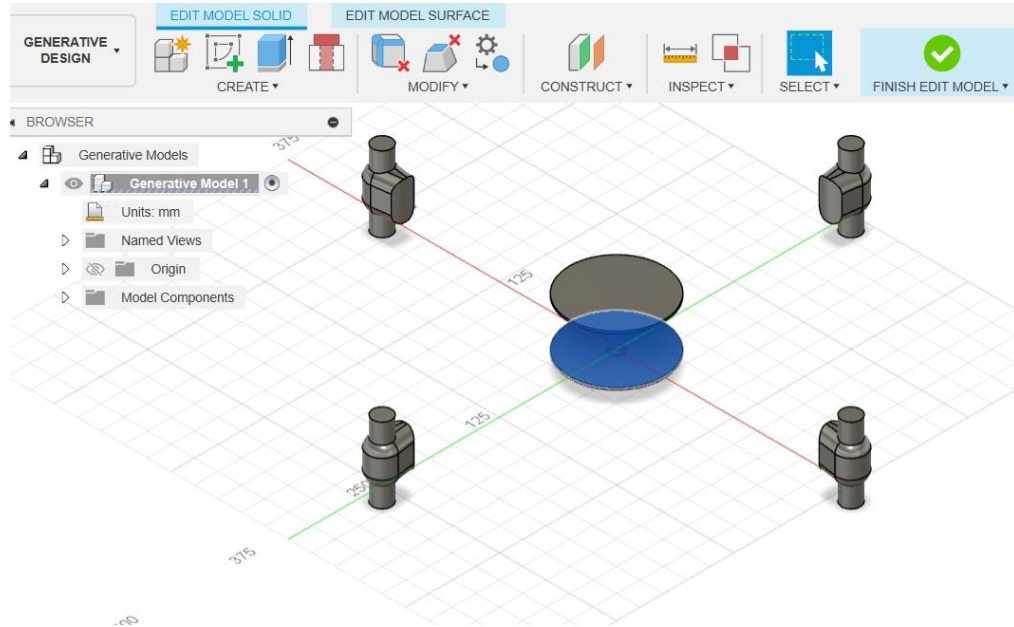 EDIT MODEL SOLID EDIT MODEL SURFACE
GENERATIVE DESIGN
CREATE MODIFY CONSTRUCT INSPECT SELECT FINISH EDIT MODEL
BROWSER
375
Generative Models
Generative Model 1
Units: mm
Named Views
Origin
125
Model Components
125
250
375